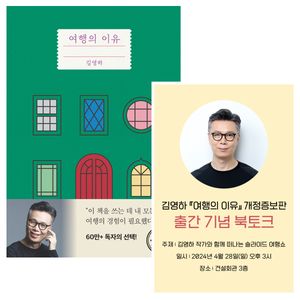 여행의 이유
김영하
"이 책을 쓰는 데 내 모든
여행의 경험이 필요했다
60만+ 독자의 선택!
김영하 『여행의 이유』 개정증보판
출간 기념 북토크
주제 : 김영하 작가와 함께 떠나는 슬라이드 여행쇼
일시 : 2024년 4월 28일(일) 오후 3시
장소 : 건설회관 3층